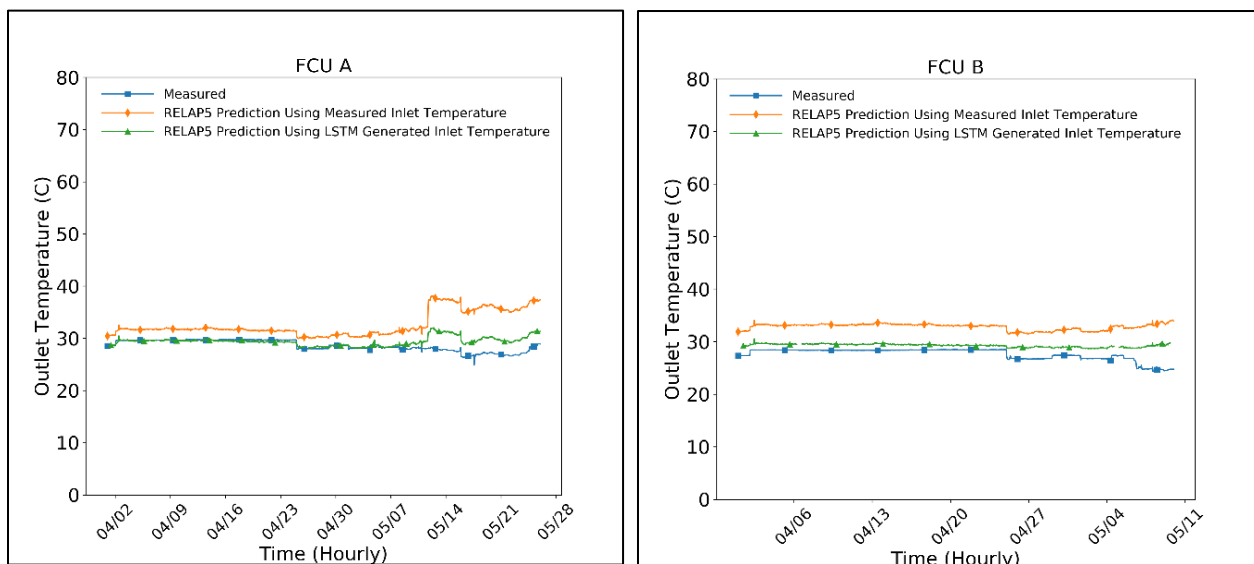 FCU A
Measured
RELAP5 Prediction Using Measured Inlet Temperature
RELAP5 Prediction Using LSTM Generated Inlet Temperature
Outlet Temperature (C)
80
70
60
50
40
30
20
10
0
04/02
04/09
04/16
04/23
04/30
05/07
05/14
05/21
05/28
Time (Hourly)
FCU B
Measured
RELAP5 Prediction Using Measured Inlet Temperature
RELAP5 Prediction Using LSTM Generated Inlet Temperature
Outlet Temperature (C)
80
70
60
50
40
30
20
10
0
04/06
04/13
04/20
04/27
05/04
05/11
Time (Hourly)